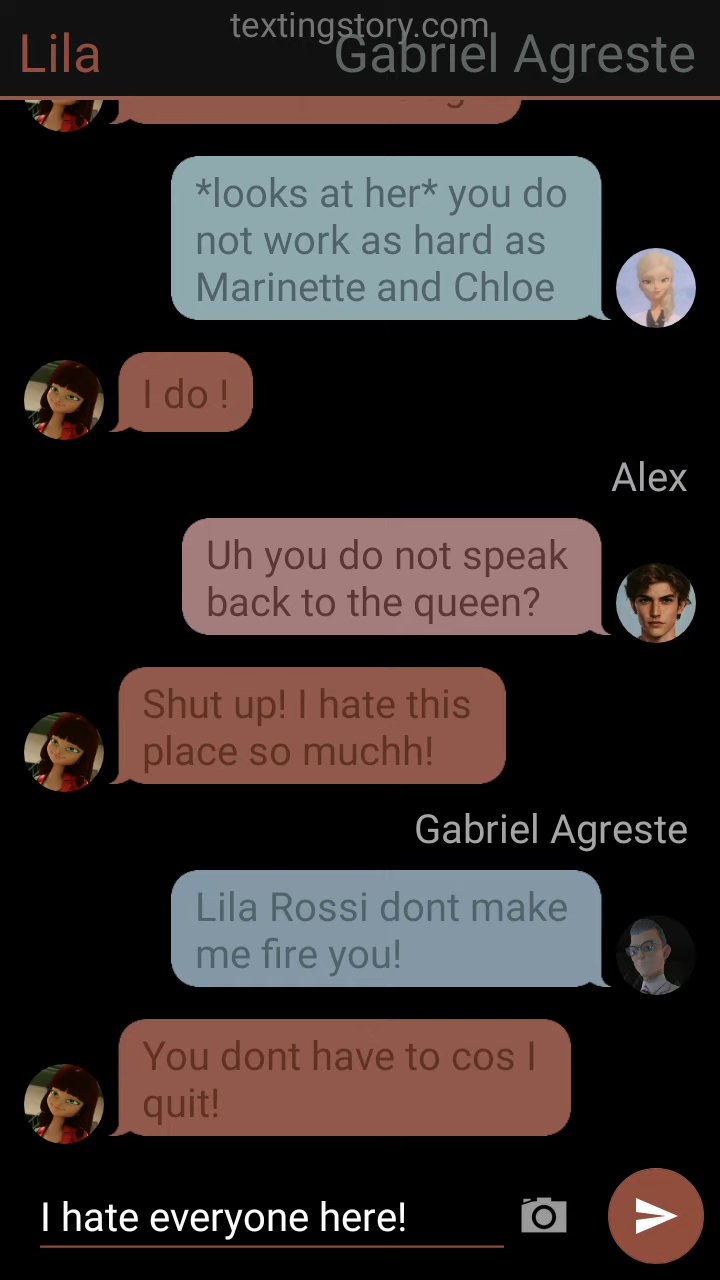 textingstory.com
Lila
Gabriel Agreste
*looks at her* you do
not work as hard as
Marinette and Chloe
I do !
Alex
Uh you do not speak
back to the queen?
Shut up! I hate this
place so muchh!
Gabriel Agreste
Lila Rossi dont make
me fire you!
You dont have to cos I
quit!
I hate everyone here!